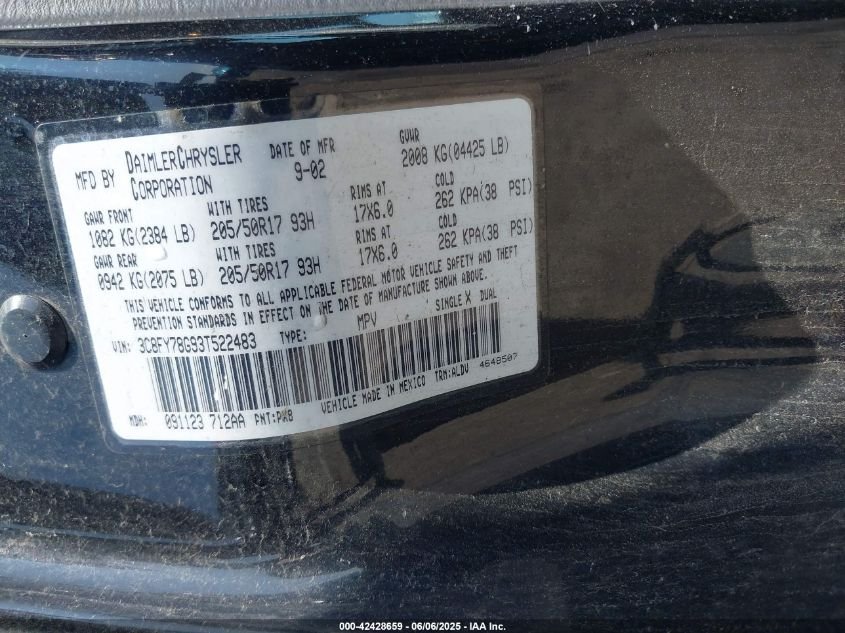 MFD BY DAIMLERCHRYSLER CORPORATION DATE OF MFR 9-02 GVWR 2008 KG(04425 LB)
GAWR FRONT 1082 KG(2384 LB) WITH TIRES 205/50R17 93H RIMS AT 17X6.0 COLD 262 KPA(38 PSI)
GAWR REAR 0942 KG(2075 LB) WITH TIRES 205/50R17 93H RIMS AT 17X6.0 COLD 262 KPA(38 PSI)
THIS VEHICLE CONFORMS TO ALL APPLICABLE FEDERAL MOTOR VEHICLE SAFETY AND THEFT
PREVENTION STANDARDS IN EFFECT ON THE DATE OF MANUFACTURE SHOWN ABOVE.
VIN: 3C8FY78G93T522483 TYPE: MPV SINGLE X DUAL
MDH: 091123 712AA PNT:PX8 VEHICLE MADE IN MEXICO TRM:ALDV 4648507
000-42428659 - 06/06/2025 - IAA Inc.